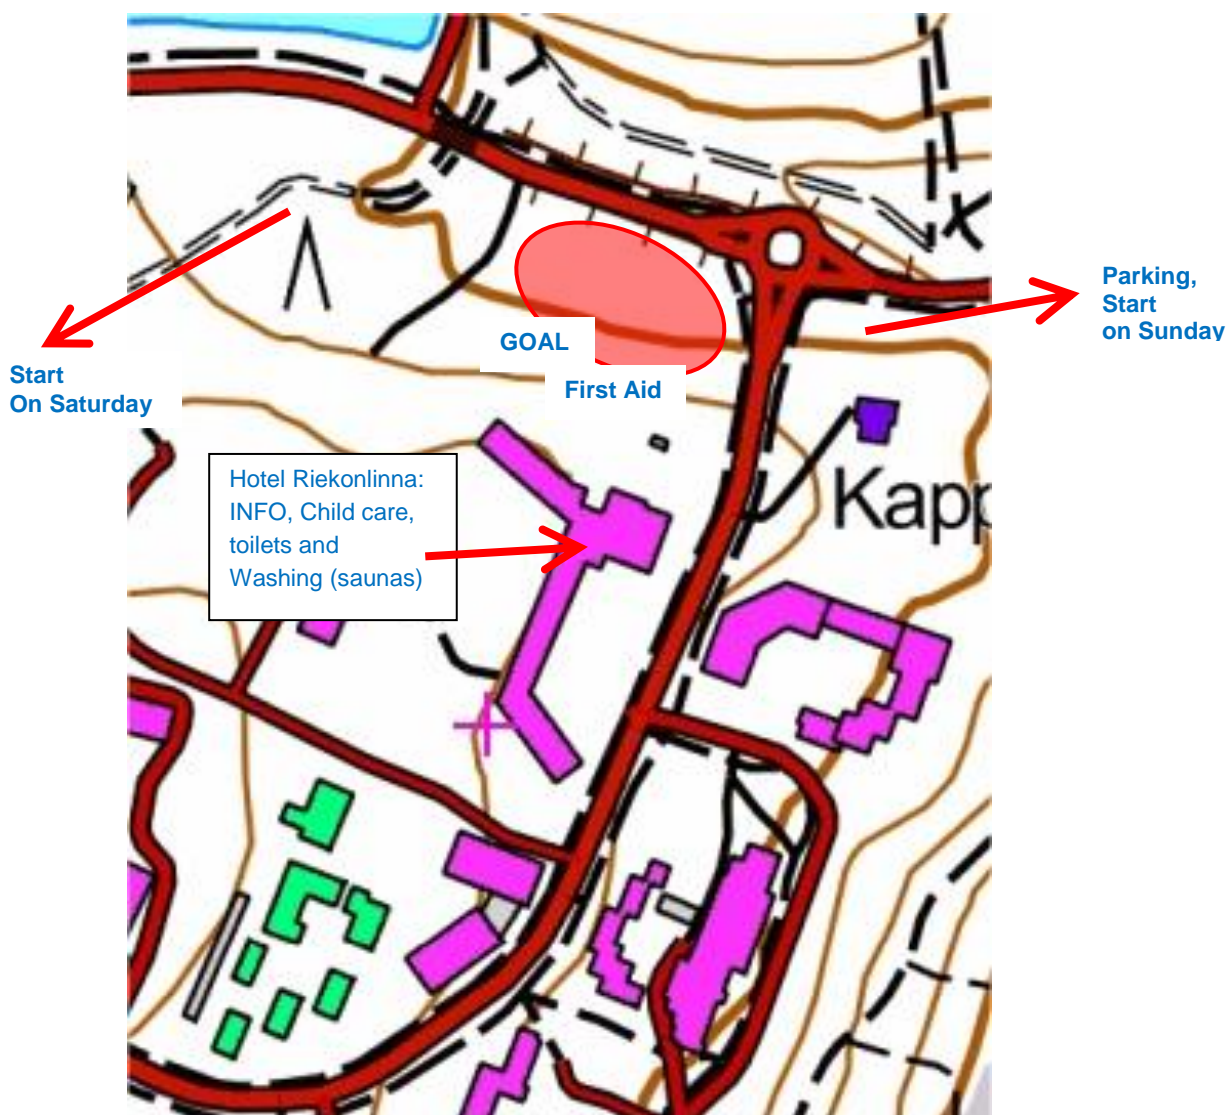 Parking,
Start
on Sunday
GOAL
Start
On Saturday
First Aid
Hotel Riekonlinna:
INFO, Child care,
toilets and
Washing (saunas)
Kapp